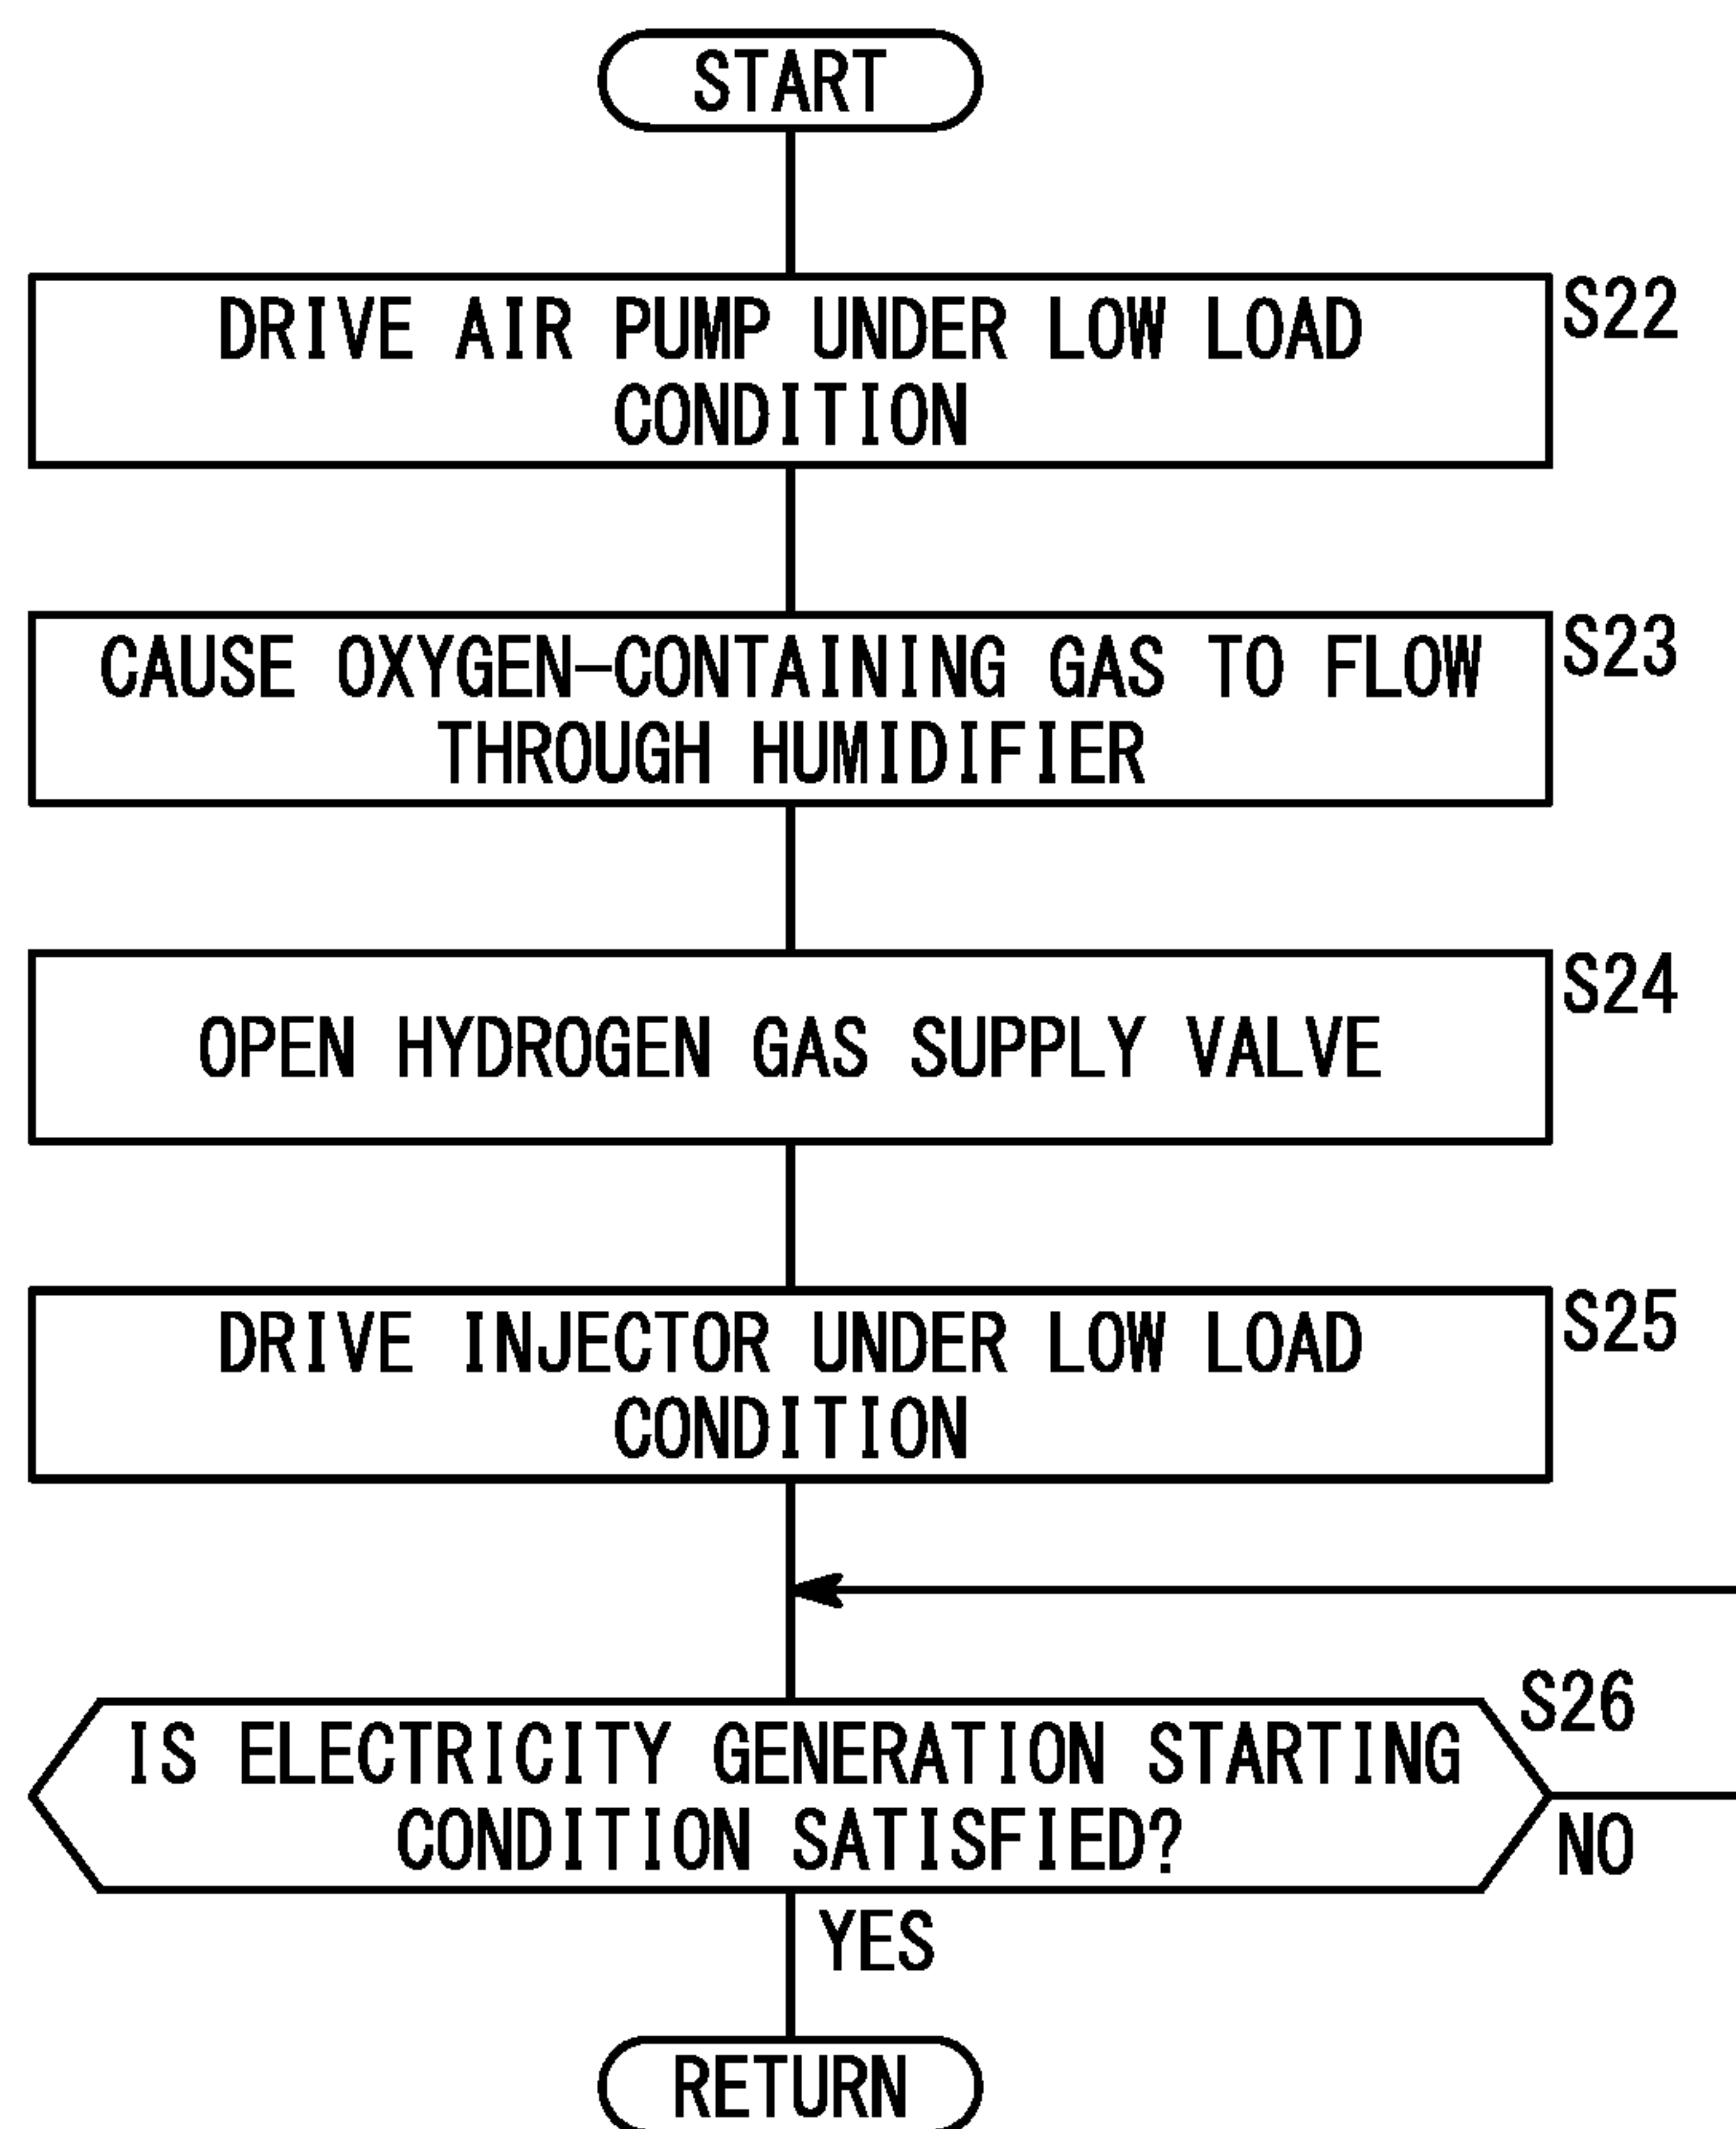 START
DRIVE AIR PUMP UNDER LOW LOAD
CONDITION
S22
CAUSE OXYGEN-CONTAINING GAS TO FLOW
THROUGH HUMIDIFIER
S23
OPEN HYDROGEN GAS SUPPLY VALVE
S24
DRIVE INJECTOR UNDER LOW LOAD
CONDITION
S25
IS ELECTRICITY GENERATION STARTING
CONDITION SATISFIED?
S26
NO
YES
RETURN